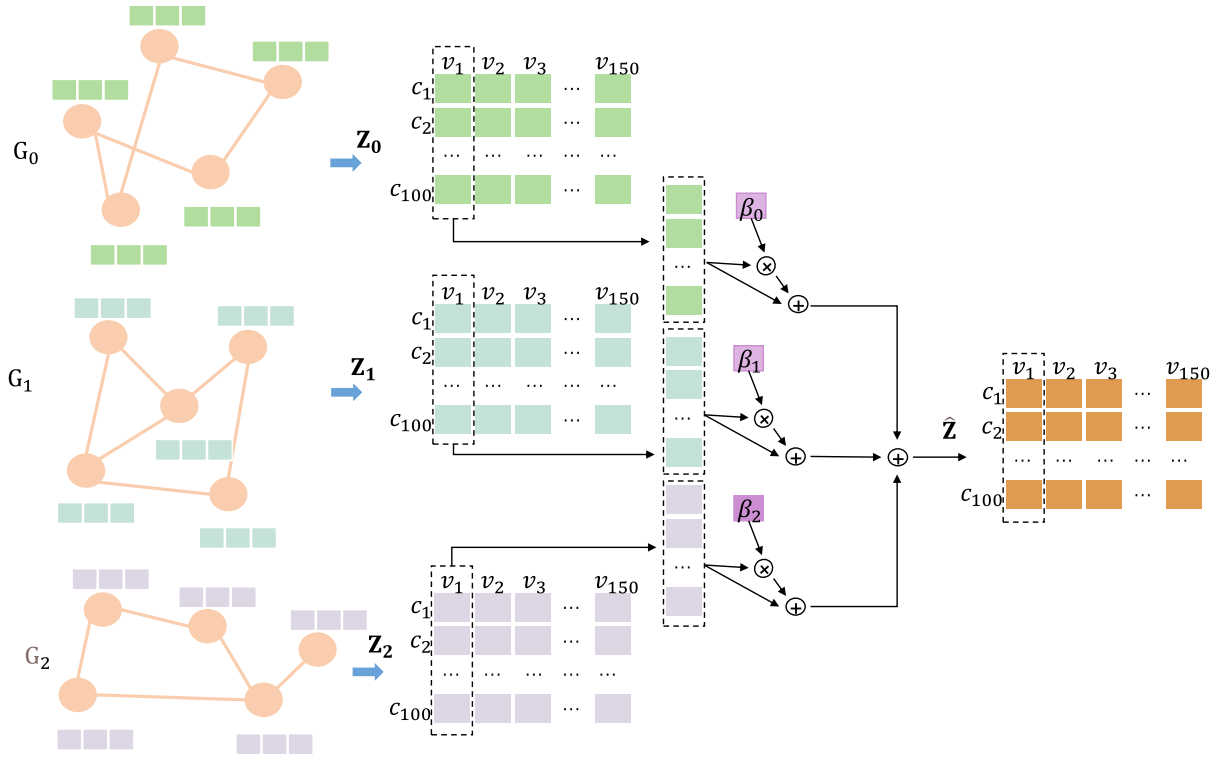 G₀
Z₀
v₁ v₂ v₃ ⋯ v₁₅₀
c₁ ⋯
c₂ ⋯
⋯ ⋯ ⋯ ⋯ ⋯
c₁₀₀ ⋯
⋯
β₀
×
+
G₁
Z₁
v₁ v₂ v₃ ⋯ v₁₅₀
c₁ ⋯
c₂ ⋯
⋯ ⋯ ⋯ ⋯ ⋯
c₁₀₀ ⋯
⋯
β₁
×
+
G₂
Z₂
v₁ v₂ v₃ ⋯ v₁₅₀
c₁ ⋯
c₂ ⋯
⋯ ⋯ ⋯ ⋯ ⋯
c₁₀₀ ⋯
⋯
β₂
×
+
+
Ẑ
v₁ v₂ v₃ ⋯ v₁₅₀
c₁ ⋯
c₂ ⋯
⋯ ⋯ ⋯ ⋯ ⋯
c₁₀₀ ⋯